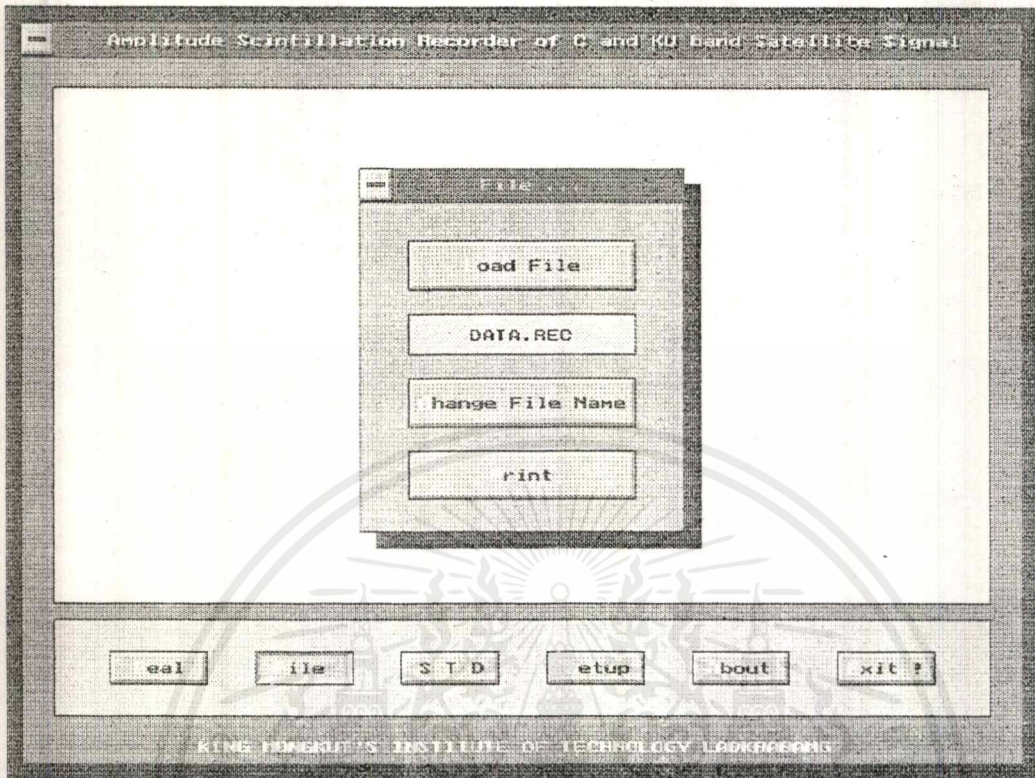 Amplitude Scintillation Recorder of C and KU band Satellite Signal
File ...
oad File
DATA.REC
hange File Name
rint
eal
ile
S T D
etup
bout
xit ?
KING MONGKUT'S INSTITUTE OF TECHNOLOGY LADKRABANG